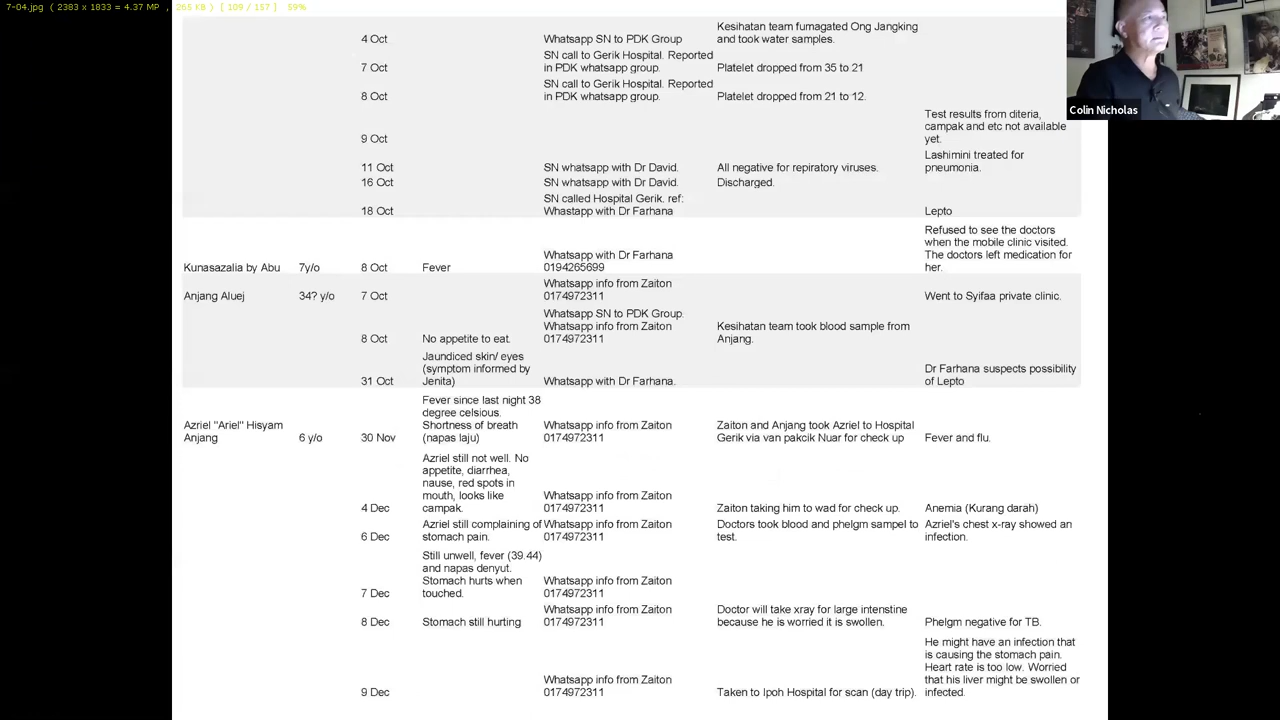 7-04.jpg ( 2383 x 1833 = 4.37 MP , 265 KB ) [ 109 / 157 ] 59%
Colin Nicholas
Kesihatan team fumagated Ong Jangking
4 Oct Whatsapp SN to PDK Group and took water samples.
SN call to Gerik Hospital. Reported
7 Oct in PDK whatsapp group. Platelet dropped from 35 to 21
SN call to Gerik Hospital. Reported
8 Oct in PDK whatsapp group. Platelet dropped from 21 to 12.
Test results from diteria,
campak and etc not available
9 Oct yet.
Lashimini treated for
11 Oct SN whatsapp with Dr David. All negative for repiratory viruses. pneumonia.
16 Oct SN whatsapp with Dr David. Discharged.
SN called Hospital Gerik. ref:
18 Oct Whastapp with Dr Farhana Lepto
Refused to see the doctors
when the mobile clinic visited.
Whatsapp with Dr Farhana The doctors left medication for
Kunasazalia by Abu 7y/o 8 Oct Fever 0194265699 her.
Whatsapp info from Zaiton
Anjang Aluej 34? y/o 7 Oct 0174972311 Went to Syifaa private clinic.
Whatsapp SN to PDK Group.
Whatsapp info from Zaiton Kesihatan team took blood sample from
8 Oct No appetite to eat. 0174972311 Anjang.
Jaundiced skin/ eyes
(symptom informed by Dr Farhana suspects possibility
31 Oct Jenita) Whatsapp with Dr Farhana. of Lepto
Fever since last night 38
degree celsious.
Azriel "Ariel" Hisyam Shortness of breath Whatsapp info from Zaiton Zaiton and Anjang took Azriel to Hospital
Anjang 6 y/o 30 Nov (napas laju) 0174972311 Gerik via van pakcik Nuar for check up Fever and flu.
Azriel still not well. No
appetite, diarrhea,
nause, red spots in
mouth, looks like Whatsapp info from Zaiton
4 Dec campak. 0174972311 Zaiton taking him to wad for check up. Anemia (Kurang darah)
Azriel still complaining of Whatsapp info from Zaiton Doctors took blood and phelgm sampel to Azriel's chest x-ray showed an
6 Dec stomach pain. 0174972311 test. infection.
Still unwell, fever (39.44)
and napas denyut.
Stomach hurts when Whatsapp info from Zaiton
7 Dec touched. 0174972311
Whatsapp info from Zaiton Doctor will take xray for large intenstine
8 Dec Stomach still hurting 0174972311 because he is worried it is swollen. Phelgm negative for TB.
He might have an infection that
is causing the stomach pain.
Heart rate is too low. Worried
Whatsapp info from Zaiton that his liver might be swollen or
9 Dec 0174972311 Taken to Ipoh Hospital for scan (day trip). infected.